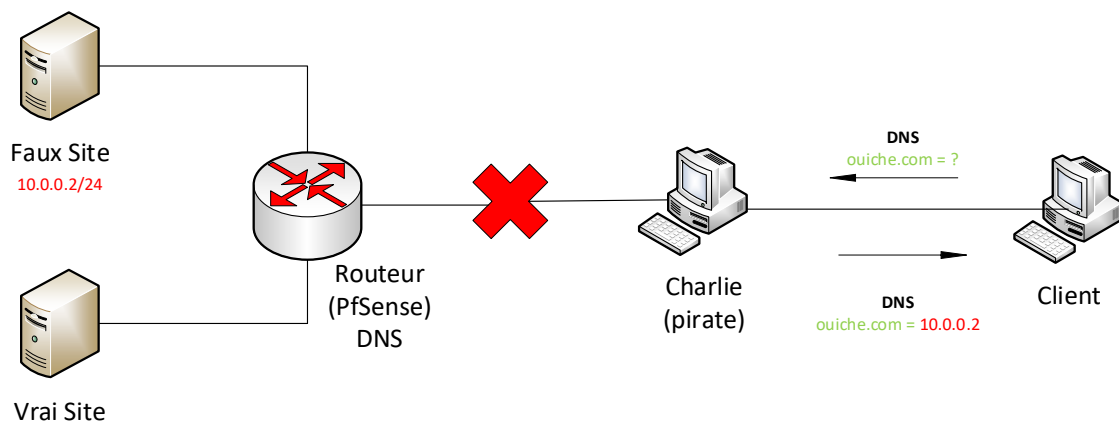 Faux Site
10.0.0.2/24
Vrai Site
Routeur
(PfSense)
DNS
Charlie
(pirate)
DNS
ouiche.com = ?
DNS
ouiche.com = 10.0.0.2
Client